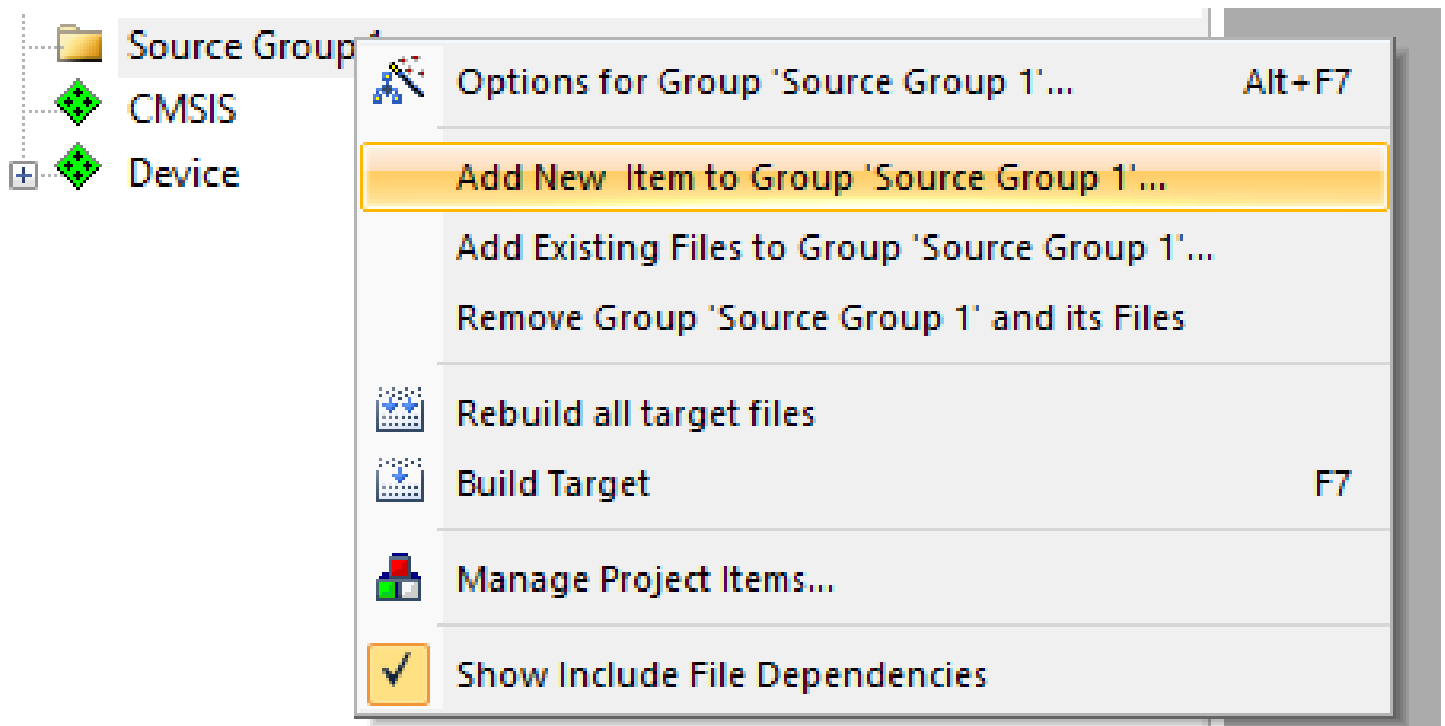 Source Group
CMSIS
Device
Options for Group 'Source Group 1'... Alt+F7
Add New  Item to Group 'Source Group 1'...
Add Existing Files to Group 'Source Group 1'...
Remove Group 'Source Group 1' and its Files
Rebuild all target files
Build Target F7
Manage Project Items...
Show Include File Dependencies